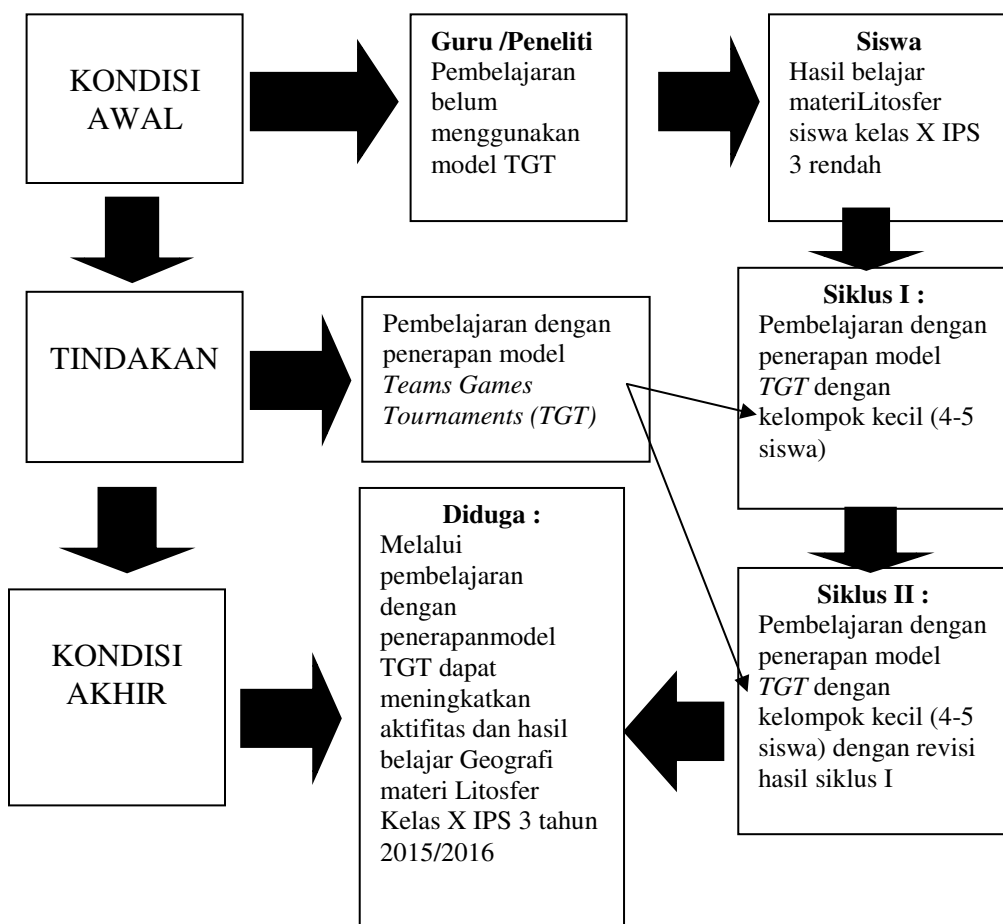 KONDISI
AWAL
Guru /Peneliti
Pembelajaran
belum
menggunakan
model TGT
Siswa
Hasil belajar
materiLitosfer
siswa kelas X IPS
3 rendah
TINDAKAN
Pembelajaran dengan
penerapan model
Teams Games
Tournaments (TGT)
Siklus I :
Pembelajaran dengan
penerapan model
TGT dengan
kelompok kecil (4-5
siswa)
KONDISI
AKHIR
Diduga :
Melalui
pembelajaran
dengan
penerapanmodel
TGT dapat
meningkatkan
aktifitas dan hasil
belajar Geografi
materi Litosfer
Kelas X IPS 3 tahun
2015/2016
Siklus II :
Pembelajaran dengan
penerapan model
TGT dengan
kelompok kecil (4-5
siswa) dengan revisi
hasil siklus I